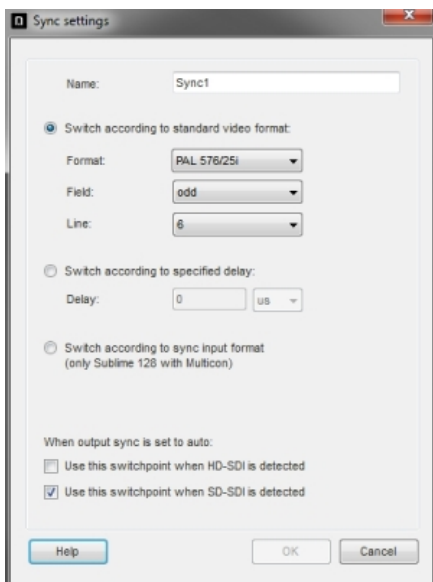 Sync settings
Name: Sync1
Switch according to standard video format:
Format: PAL 576/25i
Field: odd
Line: 6
Switch according to specified delay:
Delay: 0 us
Switch according to sync input format
(only Sublime 128 with Multicon)
When output sync is set to auto:
Use this switchpoint when HD-SDI is detected
Use this switchpoint when SD-SDI is detected
Help OK Cancel